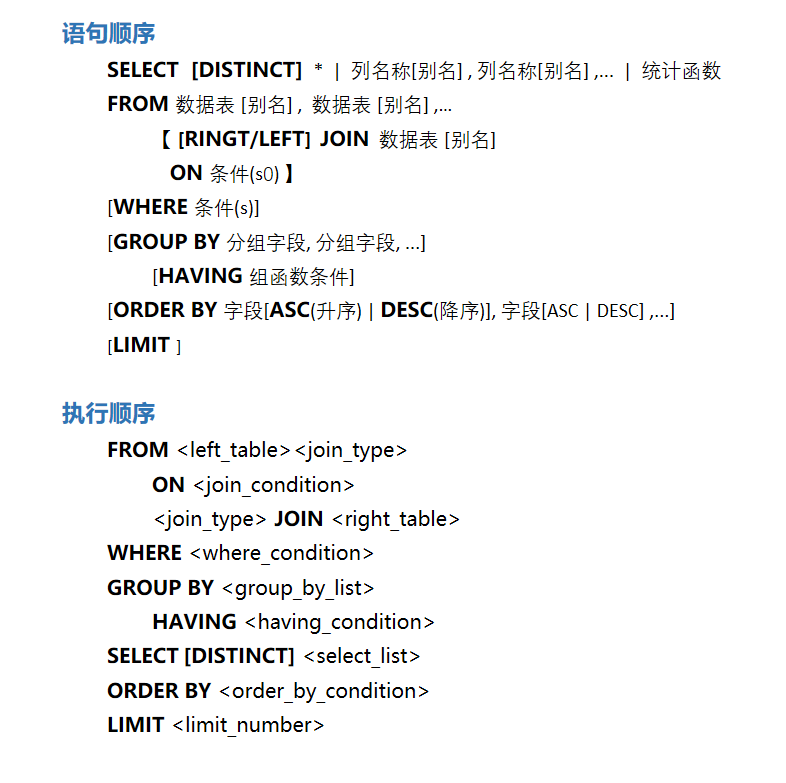 语句顺序
SELECT [DISTINCT] * | 列名称[别名] , 列名称[别名] ,... | 统计函数
FROM 数据表 [别名] , 数据表 [别名] ,...
【 [RINGT/LEFT] JOIN 数据表 [别名]
ON 条件(s0) 】
[WHERE 条件(s)]
[GROUP BY 分组字段, 分组字段, ...]
[HAVING 组函数条件]
[ORDER BY 字段[ASC(升序) | DESC(降序)], 字段[ASC | DESC] ,...]
[LIMIT ]
执行顺序
FROM <left_table><join_type>
ON <join_condition>
<join_type> JOIN <right_table>
WHERE <where_condition>
GROUP BY <group_by_list>
HAVING <having_condition>
SELECT [DISTINCT] <select_list>
ORDER BY <order_by_condition>
LIMIT <limit_number>